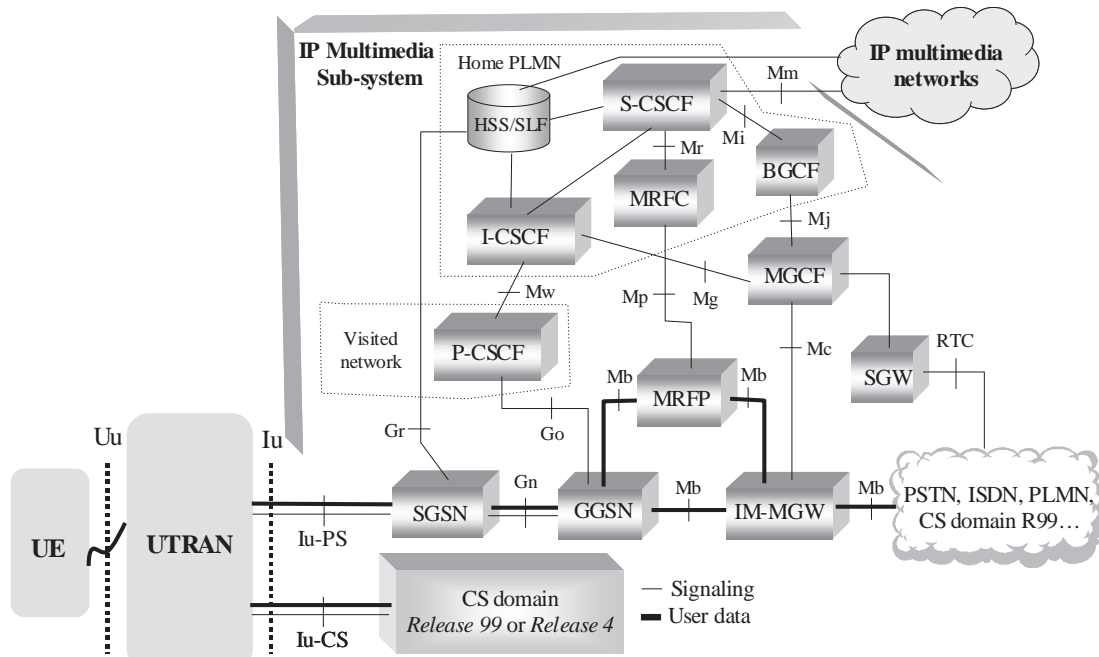 IP Multimedia
Sub-system
Home PLMN
IP multimedia
networks
HSS/SLF
S-CSCF
Mm
Mi
Mr
BGCF
MRFC
Mj
I-CSCF
MGCF
Mw
Mp
Mg
Visited
network
P-CSCF
Mc
RTC
SGW
Mb
MRFP
Mb
Gr
Go
Uu
Iu
Gn
Mb
Mb
SGSN
GGSN
IM-MGW
PSTN, ISDN, PLMN,
CS domain R99…
UE
UTRAN
Iu-PS
CS domain
Release 99 or Release 4
Signaling
User data
Iu-CS